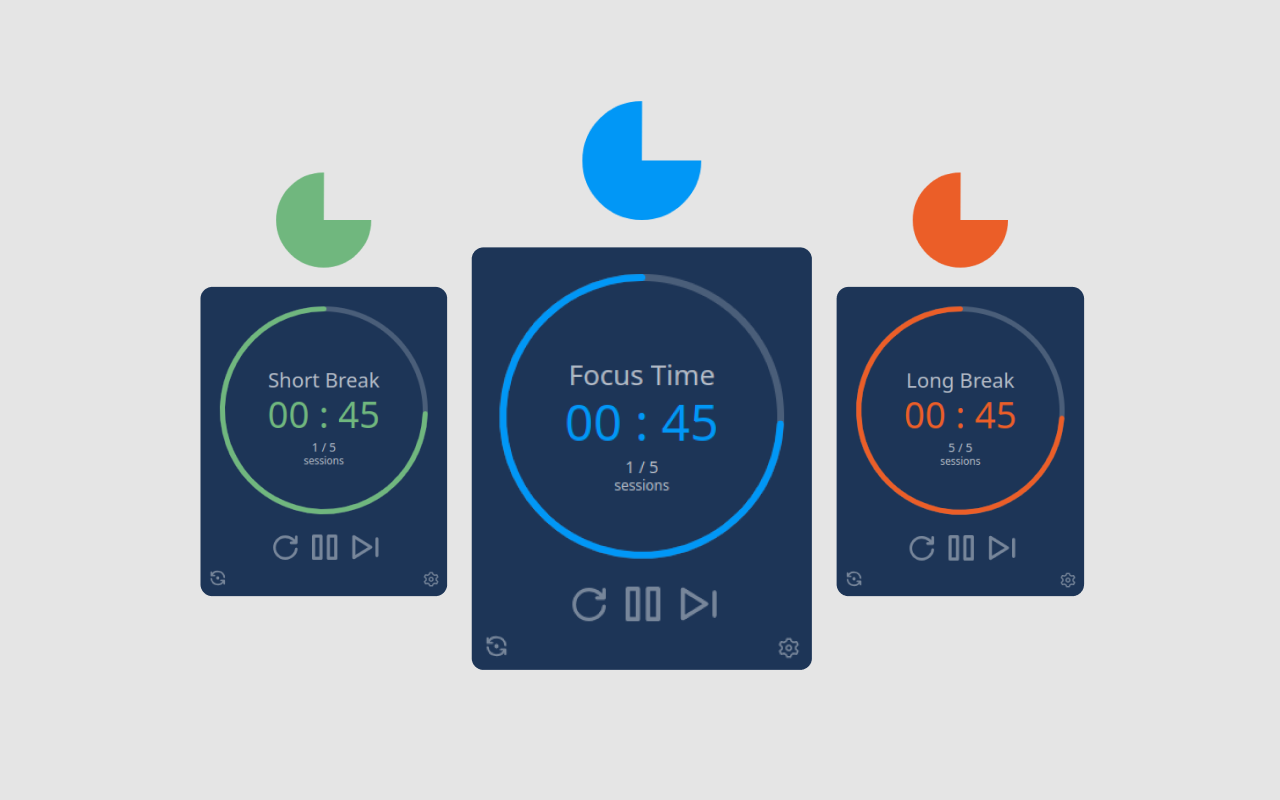 Short Break
00 : 45
1 / 5
sessions
Focus Time
00 : 45
1 / 5
sessions
Long Break
00 : 45
5 / 5
sessions